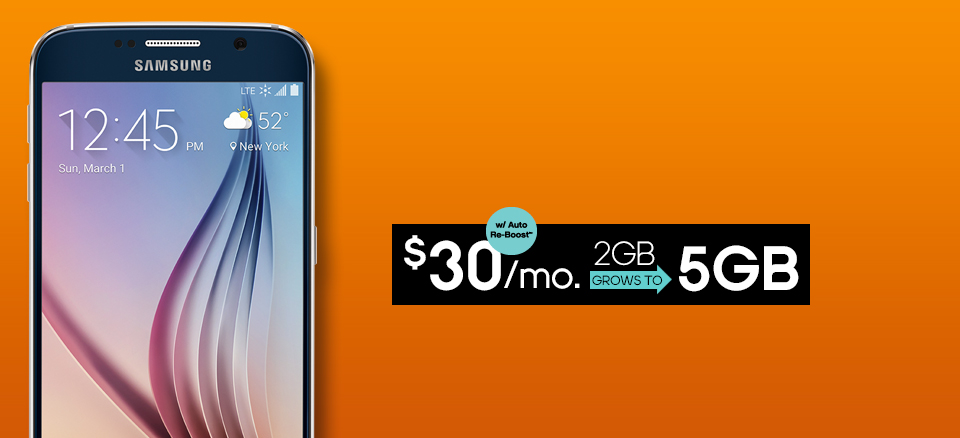 SAMSUNG
LTE
12:45 PM
52°
New York
Sun, March 1
w/ Auto
Re-Boost℠
$30/mo.
2GB
GROWS TO
5GB